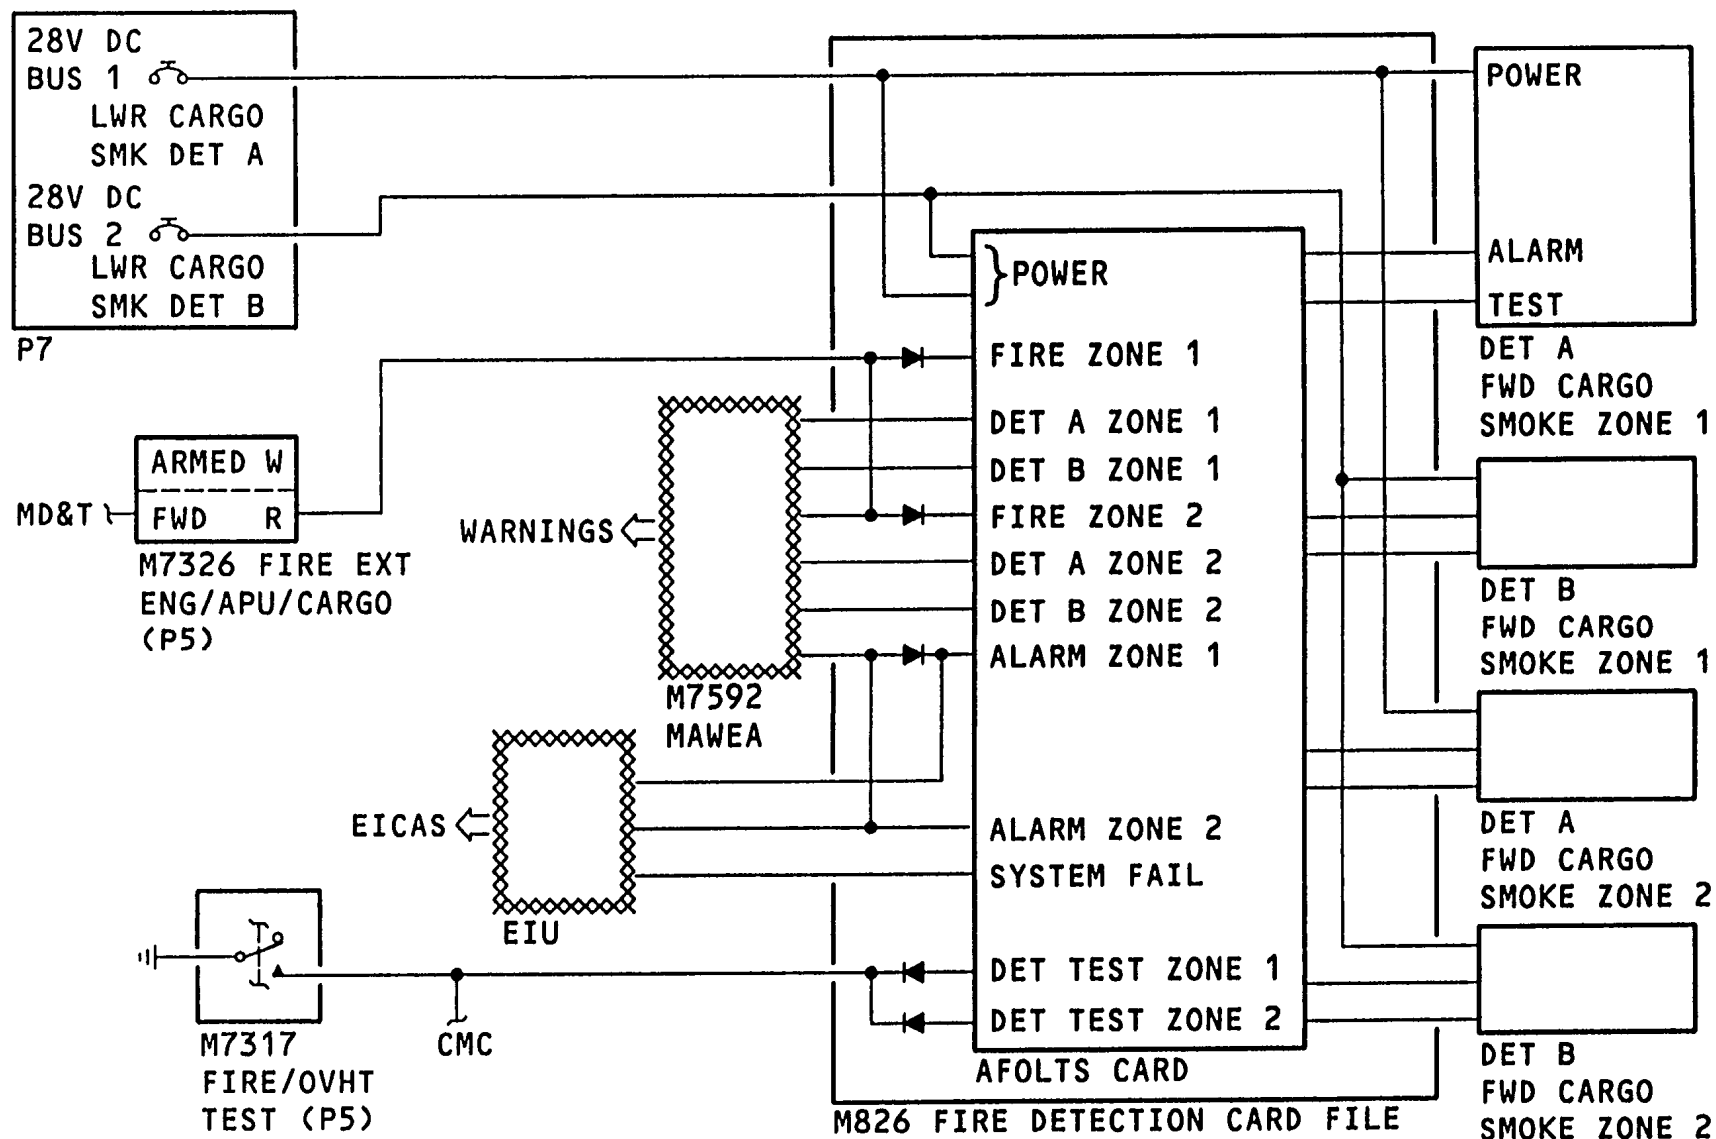 28V DC
BUS 1
LWR CARGO
SMK DET A
28V DC
BUS 2
LWR CARGO
SMK DET B
P7
POWER
ALARM
TEST
DET A
FWD CARGO
SMOKE ZONE 1
POWER
FIRE ZONE 1
DET A ZONE 1
DET B ZONE 1
FIRE ZONE 2
DET A ZONE 2
DET B ZONE 2
ALARM ZONE 1
ALARM ZONE 2
SYSTEM FAIL
DET TEST ZONE 1
DET TEST ZONE 2
AFOLTS CARD
M826 FIRE DETECTION CARD FILE
ARMED W
MD&T
FWD R
M7326 FIRE EXT
ENG/APU/CARGO
(P5)
WARNINGS
M7592
MAWEA
EICAS
EIU
M7317
FIRE/OVHT
TEST (P5)
CMC
DET B
FWD CARGO
SMOKE ZONE 1
DET A
FWD CARGO
SMOKE ZONE 2
DET B
FWD CARGO
SMOKE ZONE 2